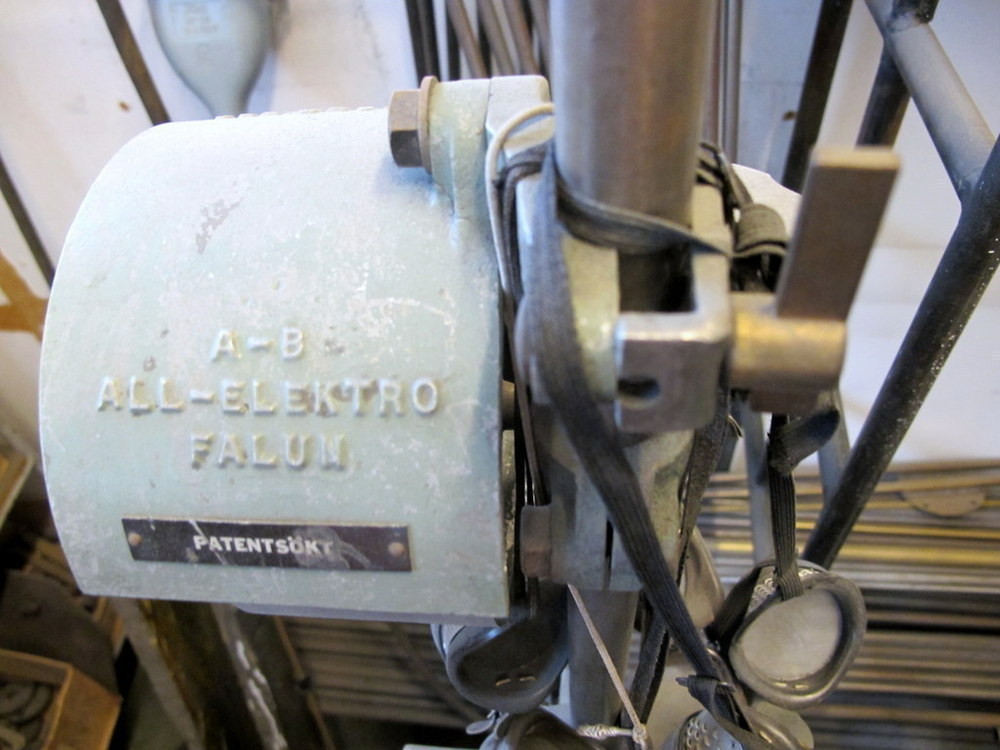 A-B
ALL-ELEKTRO
FALUN
PATENTSÖKT